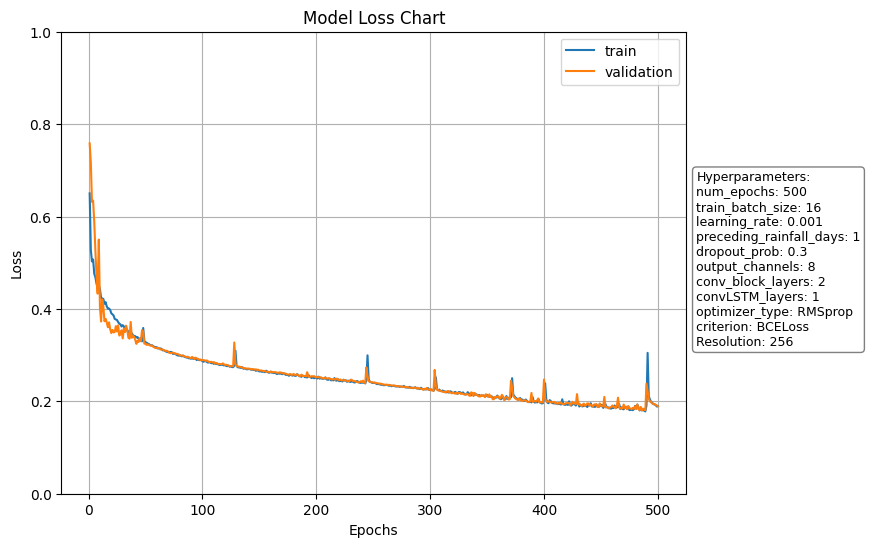 Model Loss Chart
1.0
0.8
0.6
0.4
0.2
0.0
Loss
0
100
200
300
400
500
Epochs
train
validation
Hyperparameters:
num_epochs: 500
train_batch_size: 16
learning_rate: 0.001
preceding_rainfall_days: 1
dropout_prob: 0.3
output_channels: 8
conv_block_layers: 2
convLSTM_layers: 1
optimizer_type: RMSprop
criterion: BCELoss
Resolution: 256